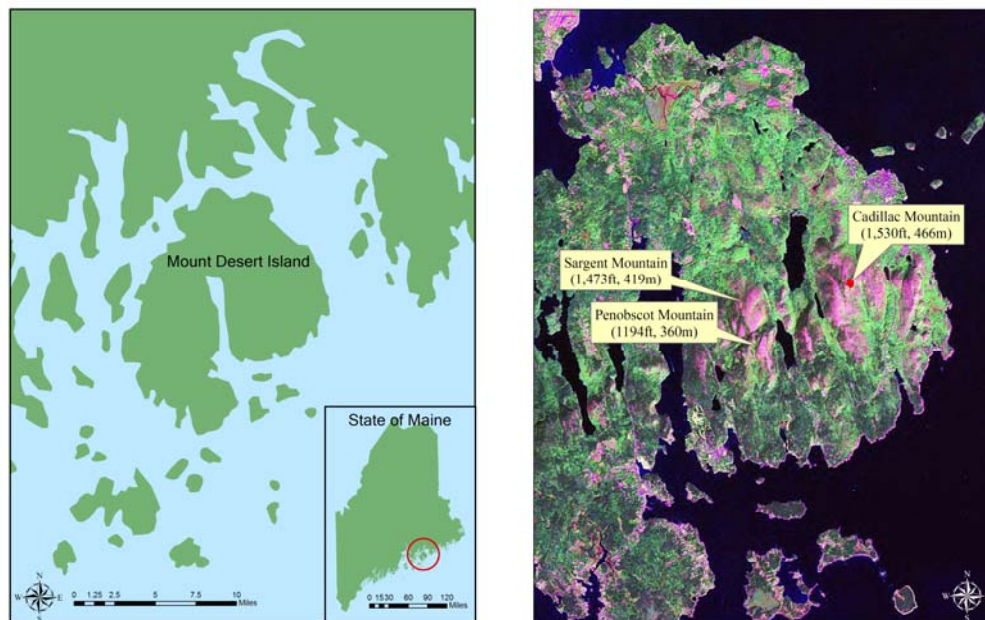 Mount Desert Island
State of Maine
N
W E
S
0 1.25 2.5 5 7.5 10
Miles
0 15 30 60 90 120
Miles
Cadillac Mountain
(1,530ft, 466m)
Sargent Mountain
(1,473ft, 419m)
Penobscot Mountain
(1194ft, 360m)
N
W E
S